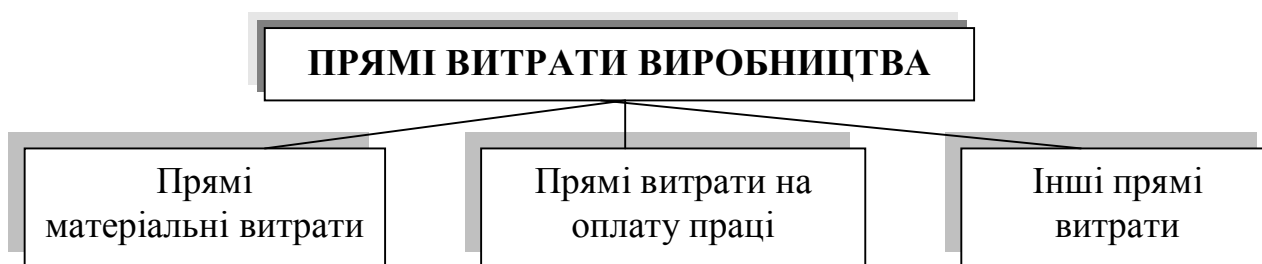 ПРЯМІ ВИТРАТИ ВИРОБНИЦТВА
Прямі
матеріальні витрати
Прямі витрати на
оплату праці
Інші прямі
витрати